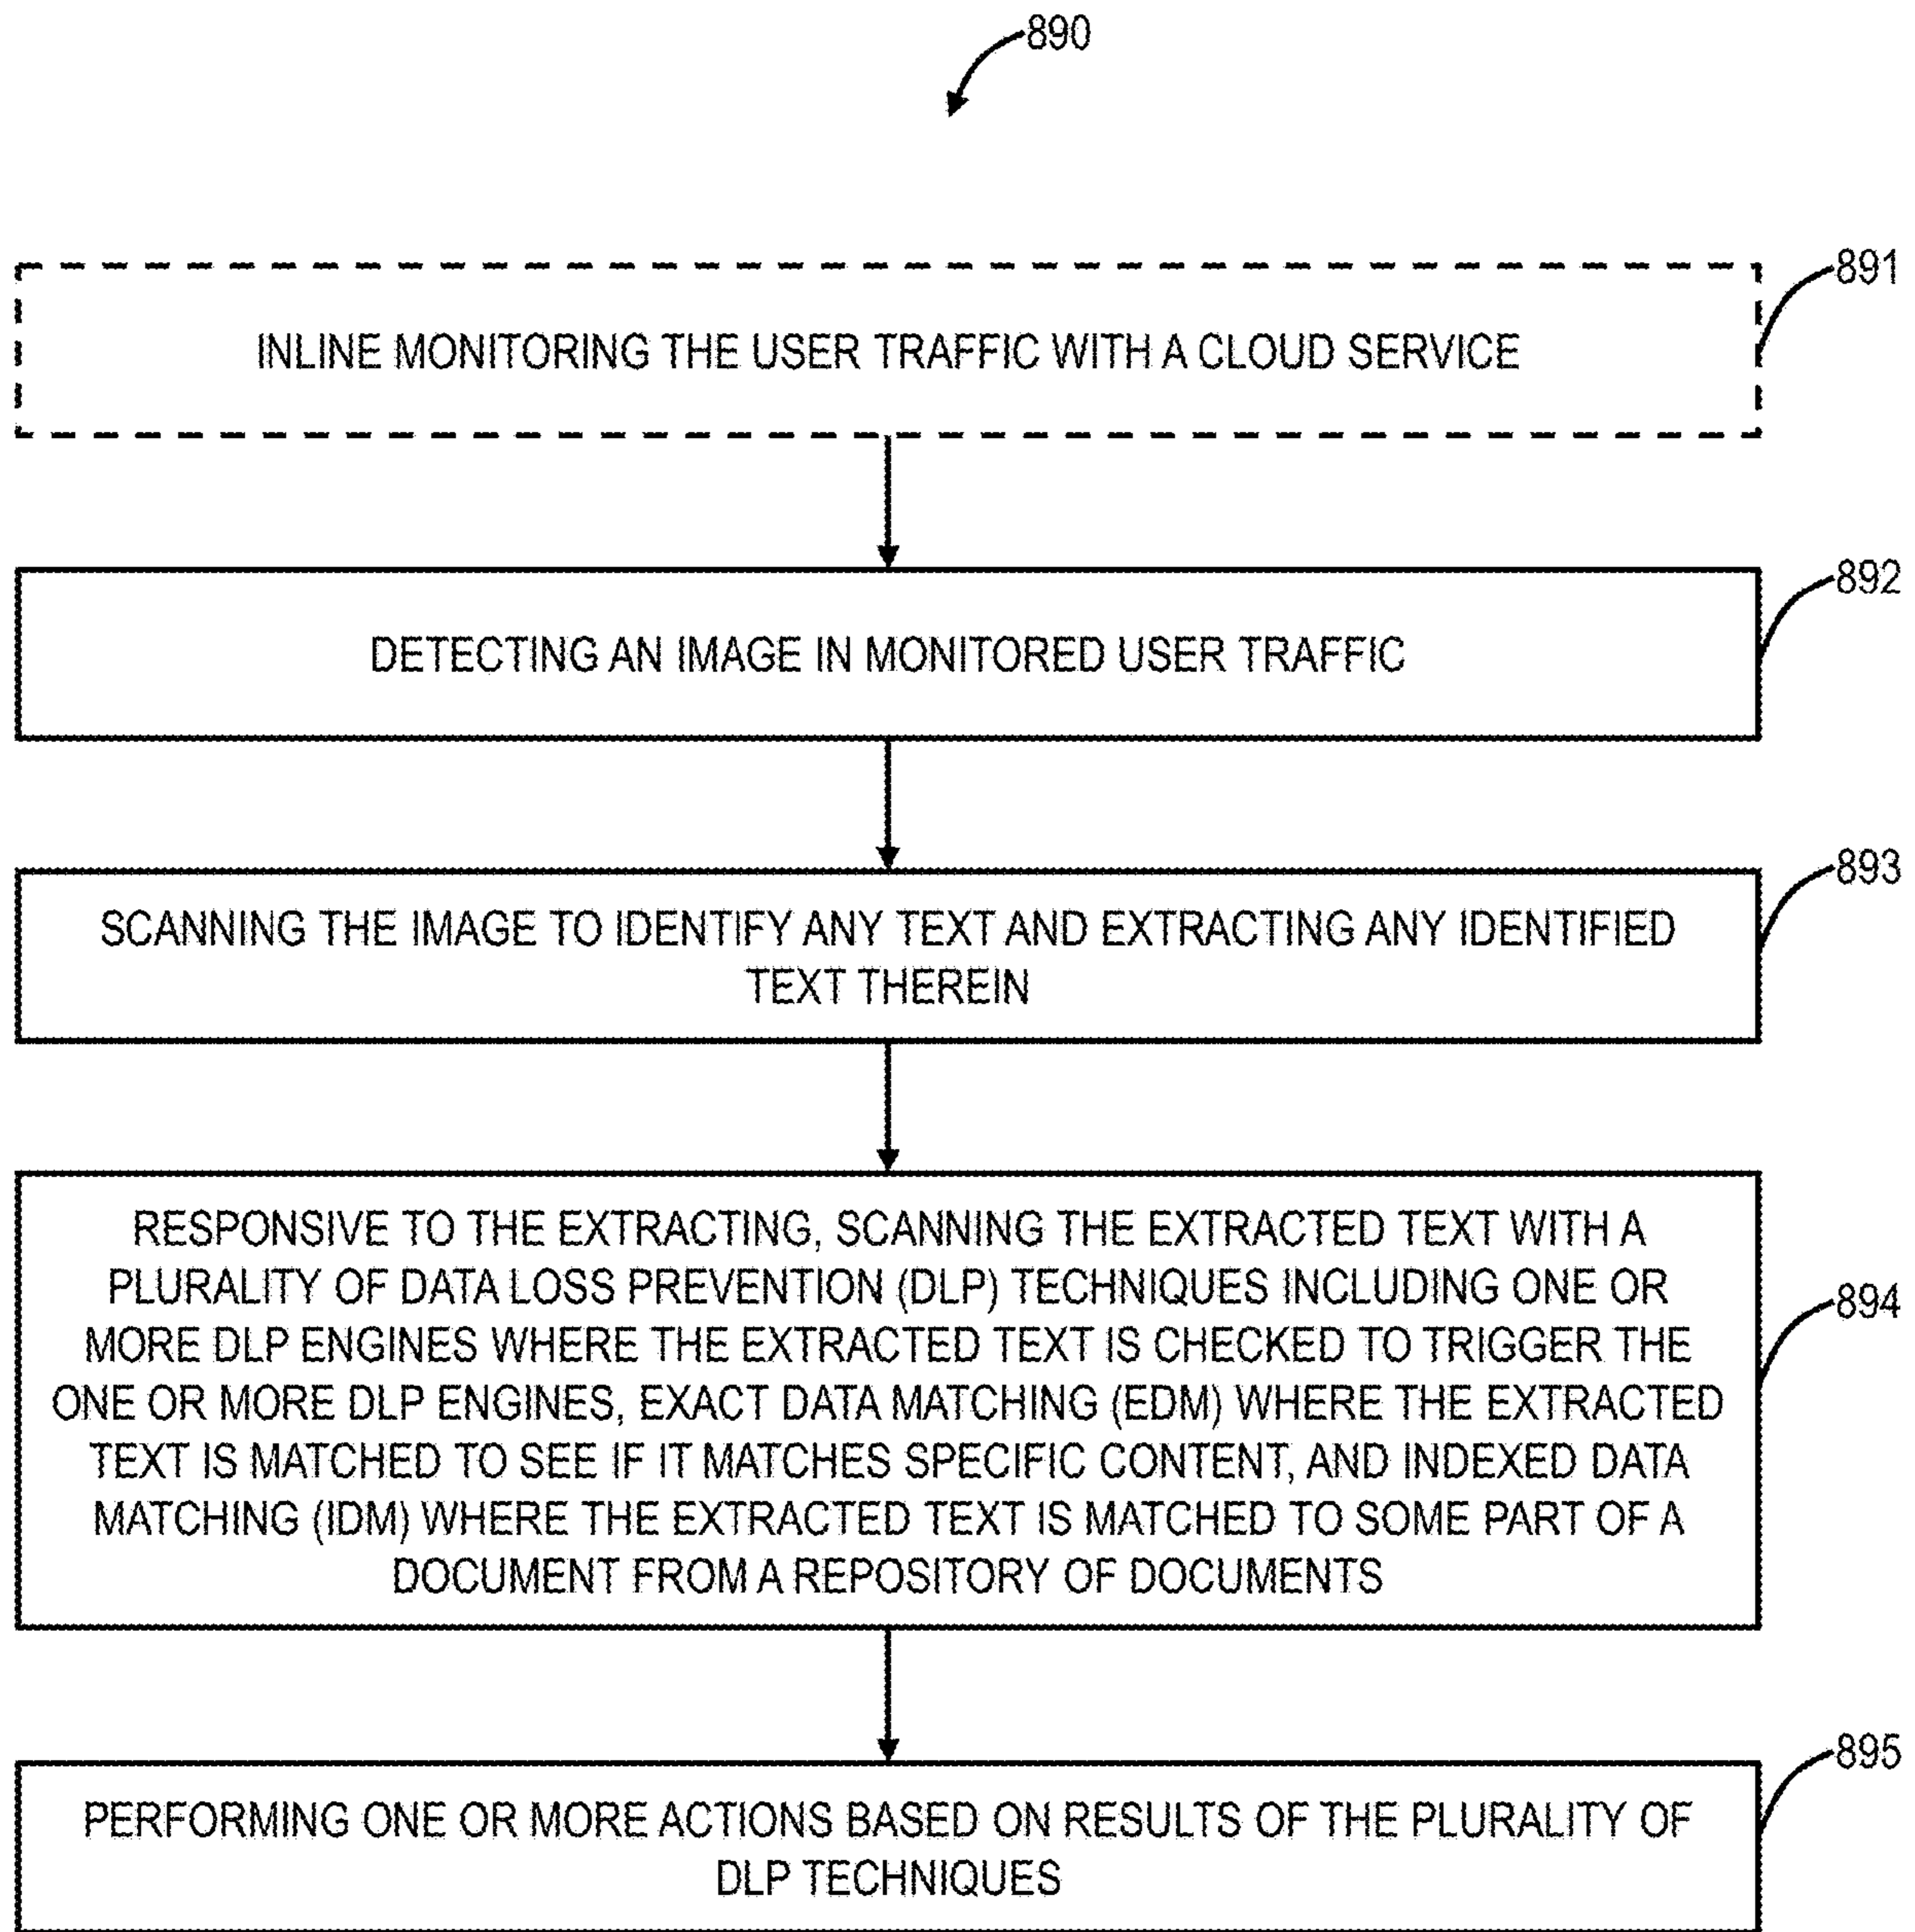 890
891
INLINE MONITORING THE USER TRAFFIC WITH A CLOUD SERVICE
892
DETECTING AN IMAGE IN MONITORED USER TRAFFIC
893
SCANNING THE IMAGE TO IDENTIFY ANY TEXT AND EXTRACTING ANY IDENTIFIED
TEXT THEREIN
894
RESPONSIVE TO THE EXTRACTING, SCANNING THE EXTRACTED TEXT WITH A
PLURALITY OF DATA LOSS PREVENTION (DLP) TECHNIQUES INCLUDING ONE OR
MORE DLP ENGINES WHERE THE EXTRACTED TEXT IS CHECKED TO TRIGGER THE
ONE OR MORE DLP ENGINES, EXACT DATA MATCHING (EDM) WHERE THE EXTRACTED
TEXT IS MATCHED TO SEE IF IT MATCHES SPECIFIC CONTENT, AND INDEXED DATA
MATCHING (IDM) WHERE THE EXTRACTED TEXT IS MATCHED TO SOME PART OF A
DOCUMENT FROM A REPOSITORY OF DOCUMENTS
895
PERFORMING ONE OR MORE ACTIONS BASED ON RESULTS OF THE PLURALITY OF
DLP TECHNIQUES